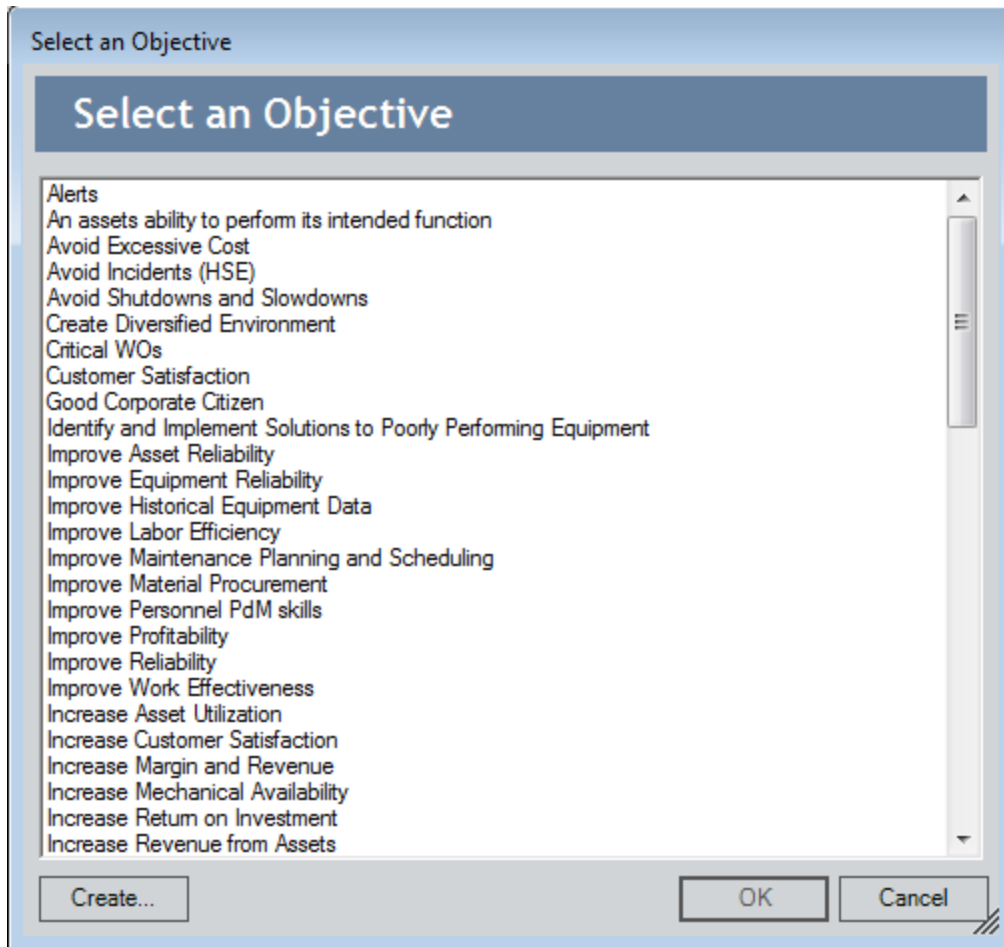 Select an Objective
Select an Objective
Alerts
An assets ability to perform its intended function
Avoid Excessive Cost
Avoid Incidents (HSE)
Avoid Shutdowns and Slowdowns
Create Diversified Environment
Critical WOs
Customer Satisfaction
Good Corporate Citizen
Identify and Implement Solutions to Poorly Performing Equipment
Improve Asset Reliability
Improve Equipment Reliability
Improve Historical Equipment Data
Improve Labor Efficiency
Improve Maintenance Planning and Scheduling
Improve Material Procurement
Improve Personnel PdM skills
Improve Profitability
Improve Reliability
Improve Work Effectiveness
Increase Asset Utilization
Increase Customer Satisfaction
Increase Margin and Revenue
Increase Mechanical Availability
Increase Return on Investment
Increase Revenue from Assets
Create... OK Cancel